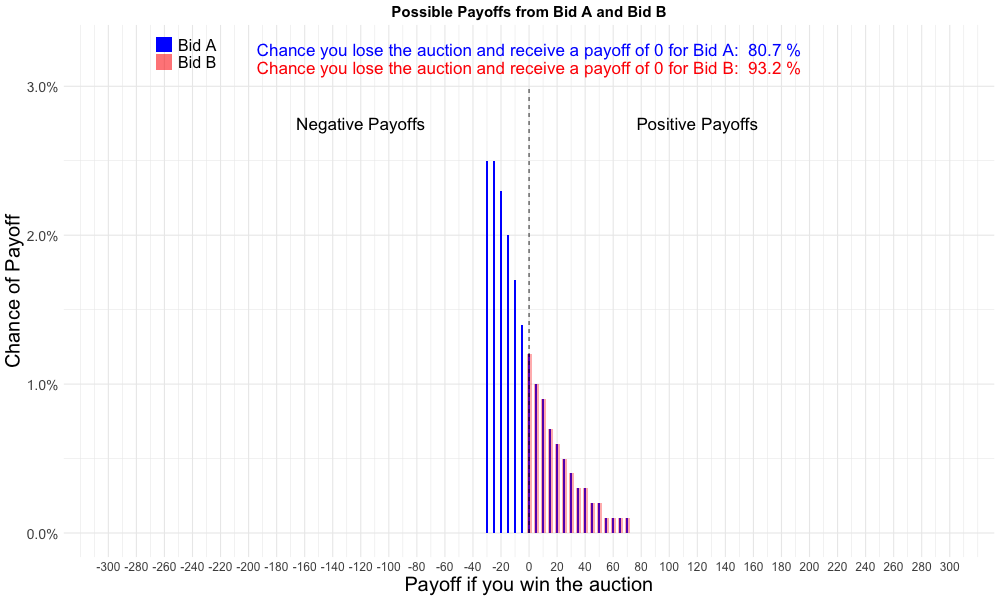 Possible Payoffs from Bid A and Bid B
Bid A
Bid B
Chance you lose the auction and receive a payoff of 0 for Bid A:  80.7 %
Chance you lose the auction and receive a payoff of 0 for Bid B:  93.2 %
Negative Payoffs
Positive Payoffs
Chance of Payoff
3.0%
2.0%
1.0%
0.0%
-300 -280 -260 -240 -220 -200 -180 -160 -140 -120 -100 -80 -60 -40 -20 0 20 40 60 80 100 120 140 160 180 200 220 240 260 280 300
Payoff if you win the auction